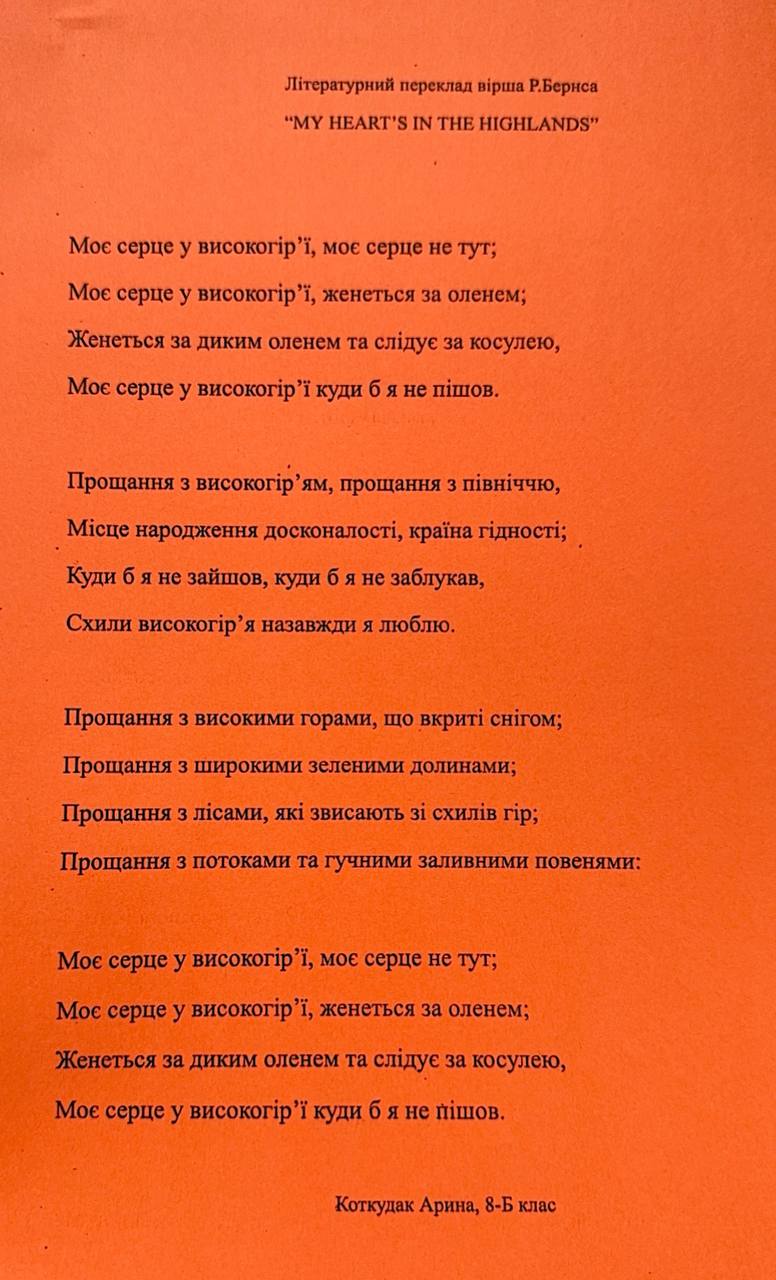 Літературний переклад вірша Р.Бернса
“MY HEART’S IN THE HIGHLANDS”
Моє серце у високогір’ї, моє серце не тут;
Моє серце у високогір’ї, женеться за оленем;
Женеться за диким оленем та слідує за косулею,
Моє серце у високогір’ї куди б я не пішов.
Прощання з високогір’ям, прощання з північчю,
Місце народження досконалості, країна гідності;
Куди б я не зайшов, куди б я не заблукав,
Схили високогір’я назавжди я люблю.
Прощання з високими горами, що вкриті снігом;
Прощання з широкими зеленими долинами;
Прощання з лісами, які звисають зі схилів гір;
Прощання з потоками та гучними заливними повенями:
Моє серце у високогір’ї, моє серце не тут;
Моє серце у високогір’ї, женеться за оленем;
Женеться за диким оленем та слідує за косулею,
Моє серце у високогір’ї куди б я не пішов.
Коткудак Арина, 8-Б клас